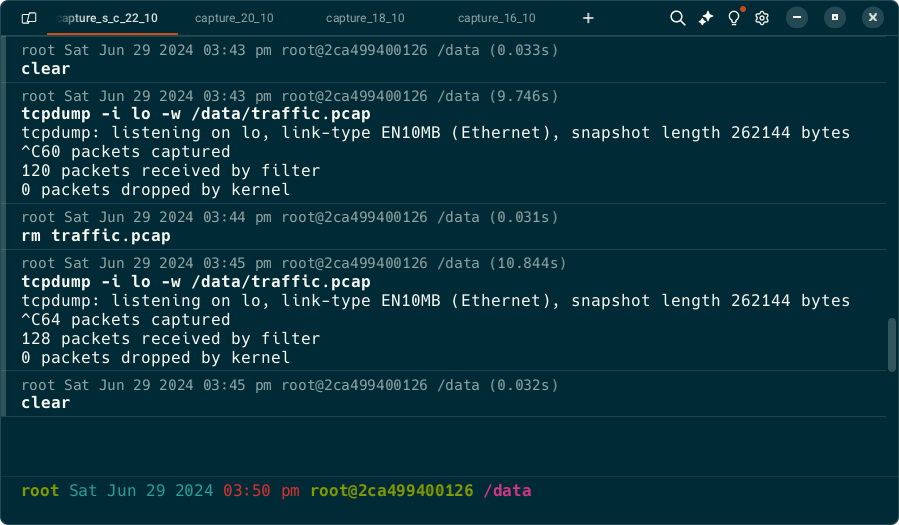 apture_s_c_22_10 capture_20_10 capture_18_10 capture_16_10 +
root Sat Jun 29 2024 03:43 pm root@2ca499400126 /data (0.033s)
clear
root Sat Jun 29 2024 03:43 pm root@2ca499400126 /data (9.746s)
tcpdump -i lo -w /data/traffic.pcap
tcpdump: listening on lo, link-type EN10MB (Ethernet), snapshot length 262144 bytes
^C60 packets captured
120 packets received by filter
0 packets dropped by kernel
root Sat Jun 29 2024 03:44 pm root@2ca499400126 /data (0.031s)
rm traffic.pcap
root Sat Jun 29 2024 03:45 pm root@2ca499400126 /data (10.844s)
tcpdump -i lo -w /data/traffic.pcap
tcpdump: listening on lo, link-type EN10MB (Ethernet), snapshot length 262144 bytes
^C64 packets captured
128 packets received by filter
0 packets dropped by kernel
root Sat Jun 29 2024 03:45 pm root@2ca499400126 /data (0.032s)
clear
root Sat Jun 29 2024 03:50 pm root@2ca499400126 /data